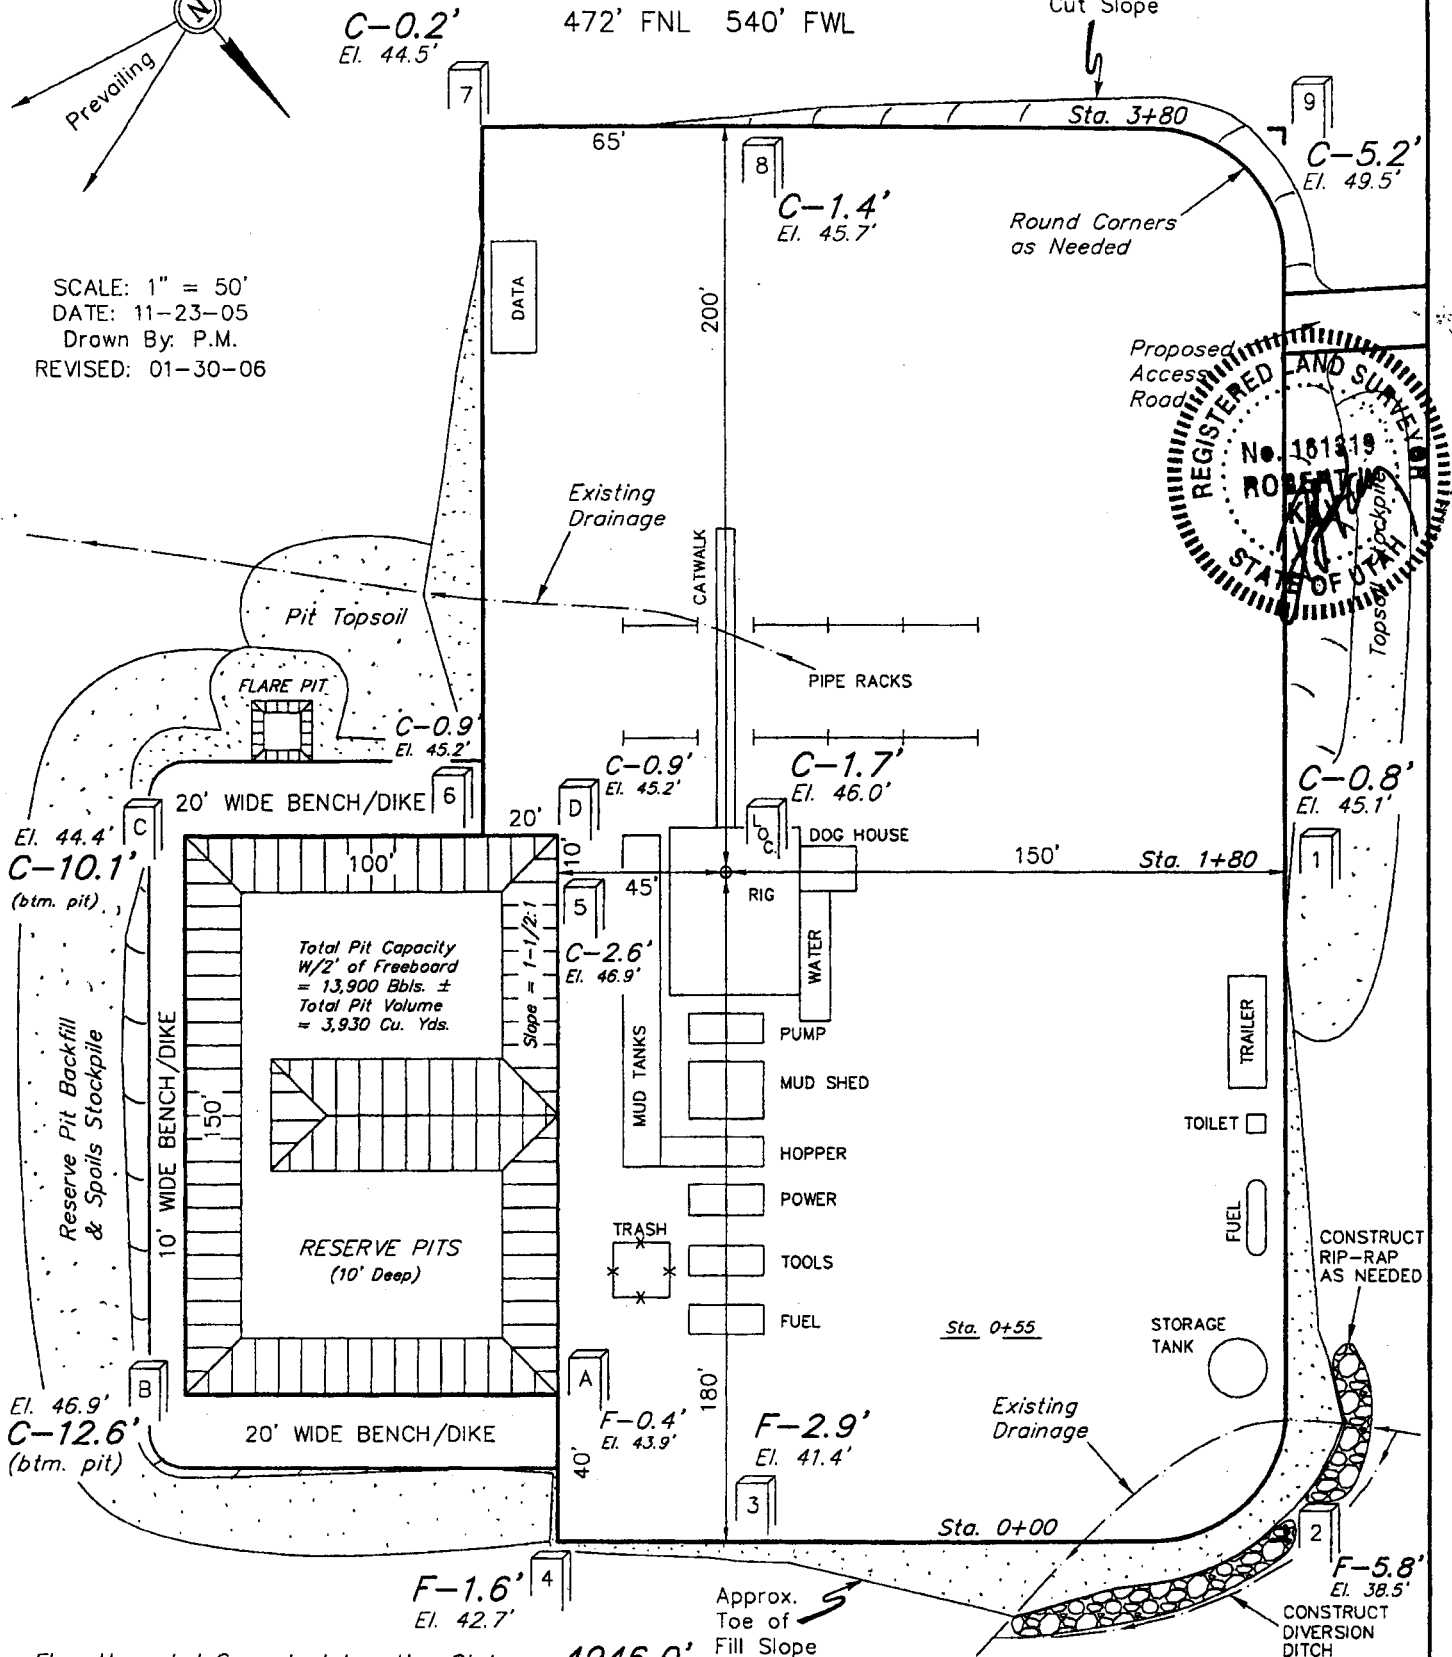 N
Prevailing
C-0.2'
El. 44.5'
472' FNL 540' FWL
Cut Slope
7
65'
Sta. 3+80
9
C-5.2'
El. 49.5'
8
C-1.4'
El. 45.7'
Round Corners
as Needed
SCALE: 1" = 50'
DATE: 11-23-05
Drawn By: P.M.
REVISED: 01-30-06
DATA
200'
Proposed
Access
Road
REGISTERED LAND SURVEYOR
No. 161319
STATE OF UTAH
Topsoil Stockpile
Existing
Drainage
CATWALK
Pit Topsoil
PIPE RACKS
FLARE PIT
C-0.9'
El. 45.2'
C-0.9'
El. 45.2'
C-1.7'
El. 46.0'
C-0.8'
El. 45.1'
20' WIDE BENCH/DIKE
6
20'
D
10'
LOC.
DOG HOUSE
El. 44.4'
C-10.1'
(btm. pit)
C
100'
45'
RIG
150'
Sta. 1+80
1
5
C-2.6'
El. 46.9'
Total Pit Capacity
W/2' of Freeboard
= 13,900 Bbls. ±
Total Pit Volume
= 3,930 Cu. Yds.
Slope = 1-1/2:1
WATER
MUD TANKS
PUMP
MUD SHED
HOPPER
POWER
TOOLS
FUEL
TRASH
TRAILER
TOILET
FUEL
Reserve Pit Backfill
& Spoils Stockpile
10' WIDE BENCH/DIKE
150'
RESERVE PITS
(10' Deep)
CONSTRUCT
RIP-RAP
AS NEEDED
STORAGE
TANK
Sta. 0+55
El. 46.9'
C-12.6'
(btm. pit)
B
20' WIDE BENCH/DIKE
A
F-0.4'
El. 43.9'
40'
180'
F-2.9'
El. 41.4'
Existing
Drainage
3
Sta. 0+00
2
F-5.8'
El. 38.5'
F-1.6'
El. 42.7'
4
Approx.
Toe of
Fill Slope
CONSTRUCT
DIVERSION
DITCH